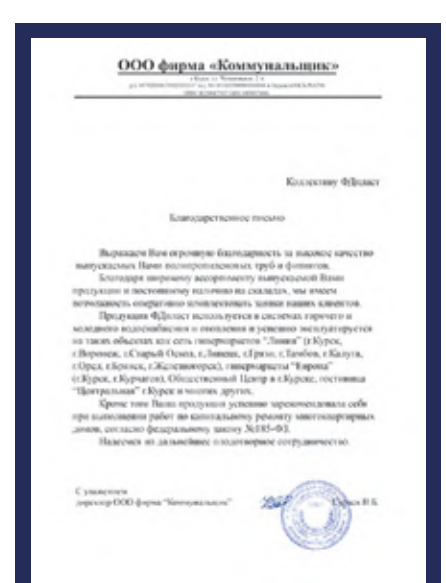 ООО фирма «Коммунальщик»
Коллективу ФДпласт
Благодарственное письмо
Выражаем Вам огромную благодарность за высокое качество
выпускаемых Вами полипропиленовых труб и фитингов.
Благодаря широкому ассортименту выпускаемой Вами
продукции и постоянному наличию на складах, мы имеем
возможность оперативно комплектовать заявки наших клиентов.
Продукция ФДпласт используется в системах горячего и
холодного водоснабжения и отопления и успешно эксплуатируется
на таких объектах как сеть гипермаркетов "Линия" (г.Курск,
г.Воронеж, г.Старый Оскол, г.Липецк, г.Грязи, г.Тамбов, г.Калуга,
г.Орел, г.Брянск, г.Железногорск), гипермаркеты "Европа"
(г.Курск, г.Курчатов), Общественный Центр в г.Курске, гостиница
"Центральная" г.Курск и многих других.
Кроме того Ваша продукция успешно зарекомендовала себя
при выполнении работ по капитальному ремонту многоквартирных
домов, согласно федеральному закону №185-ФЗ.
Надеемся на дальнейшее плодотворное сотрудничество.
С уважением
директор ООО фирма "Коммунальщик"
Н.Б.